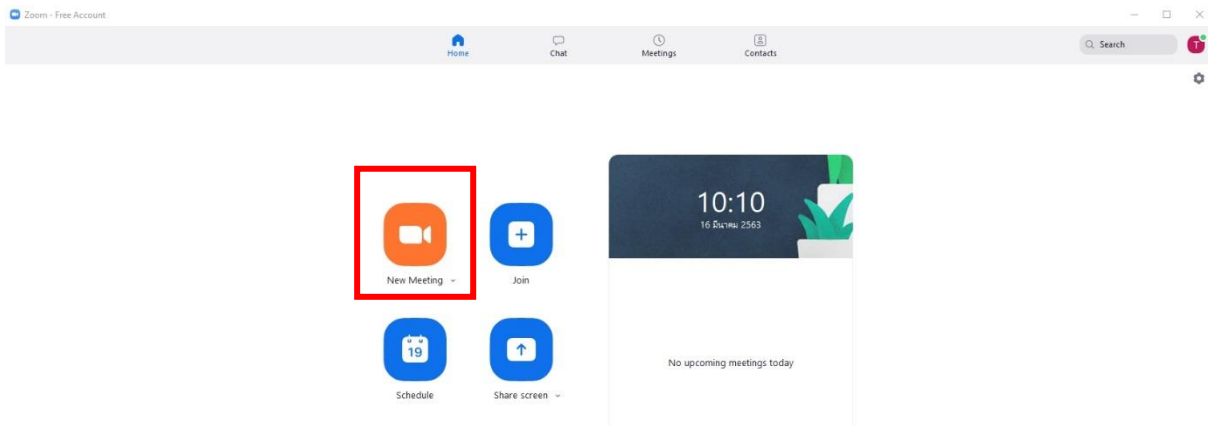 Zoom - Free Account
Home
Chat
Meetings
Contacts
Search
T
10:10
16 มีนาคม 2563
New Meeting
Join
19
Schedule
Share screen
No upcoming meetings today